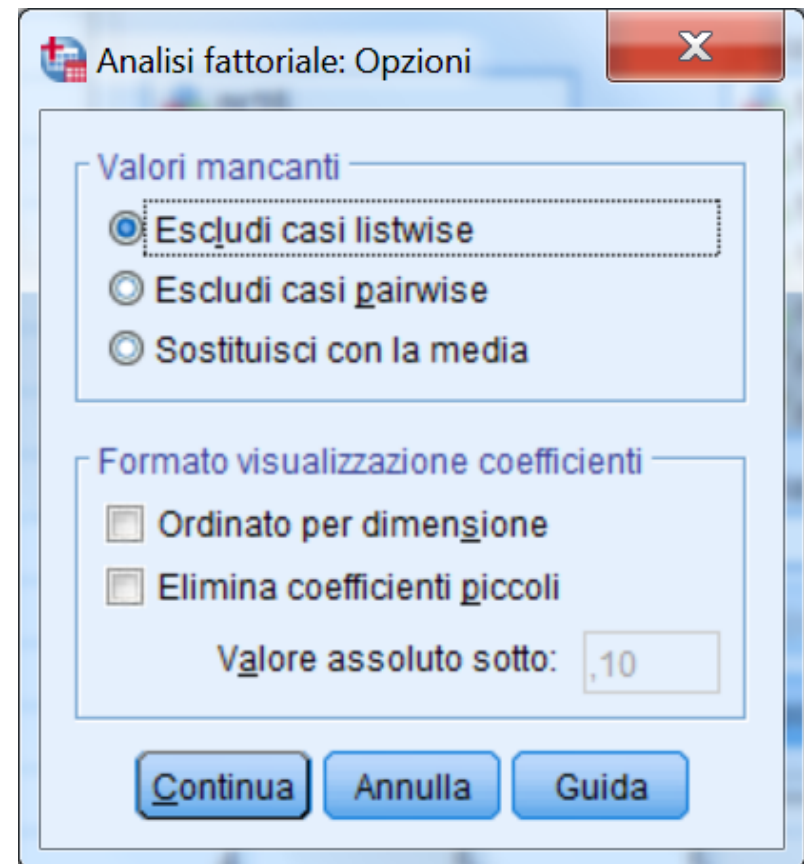 Analisi fattoriale: Opzioni
Valori mancanti
Escludi casi listwise
Escludi casi pairwise
Sostituisci con la media
Formato visualizzazione coefficienti
Ordinato per dimensione
Elimina coefficienti piccoli
Valore assoluto sotto: ,10
Continua Annulla Guida